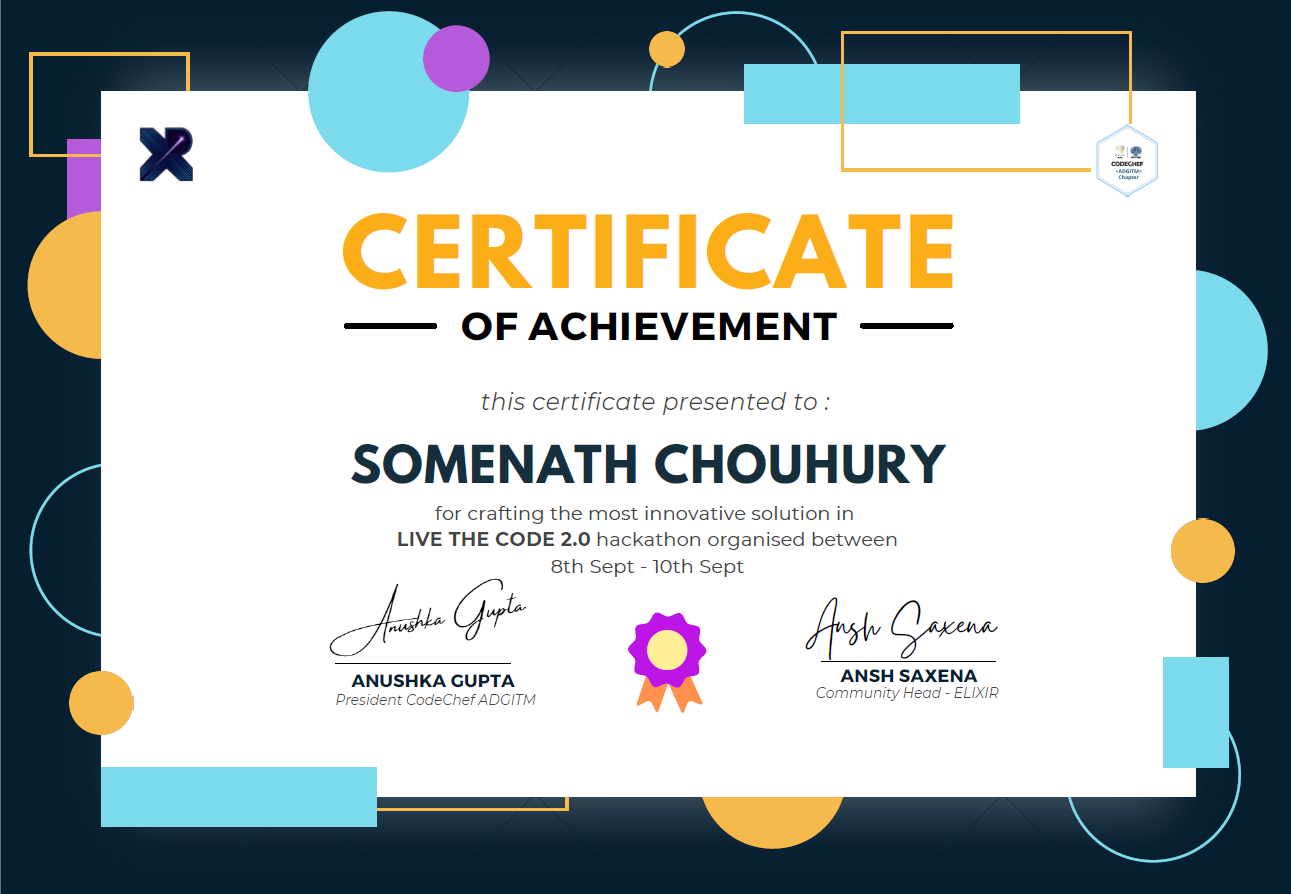 XR
CODECHEF
<ADGITM>
Chapter
CERTIFICATE
OF ACHIEVEMENT
this certificate presented to :
SOMENATH CHOUHURY
for crafting the most innovative solution in
LIVE THE CODE 2.0 hackathon organised between
8th Sept - 10th Sept
Anushka Gupta
Ansh Saxena
ANUSHKA GUPTA
President CodeChef ADGITM
ANSH SAXENA
Community Head - ELIXIR